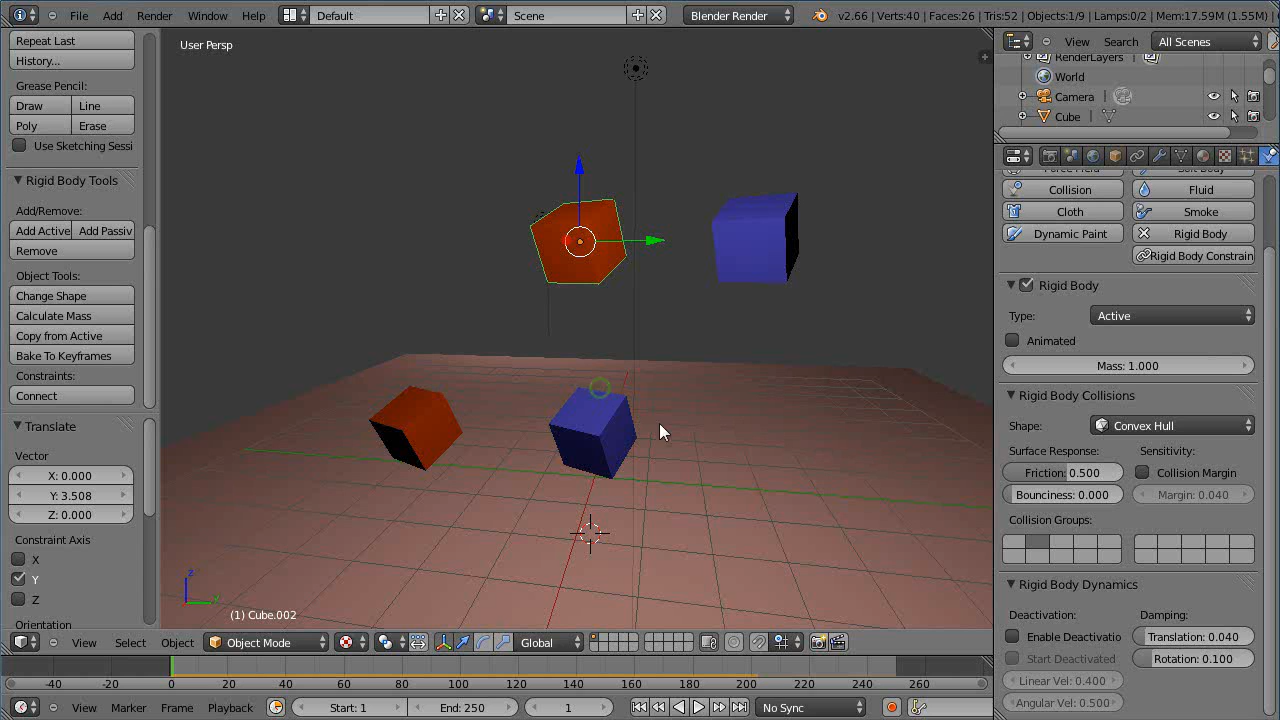 File Add Render Window Help Default Scene Blender Render v2.66 | Verts:40 | Faces:26 | Tris:52 | Objects:1/9 | Lamps:0/2 | Mem:17.59M (1.55M)
Repeat Last
History...
Grease Pencil:
Draw Line
Poly Erase
Use Sketching Sessi
Rigid Body Tools
Add/Remove:
Add Active Add Passiv
Remove
Object Tools:
Change Shape
Calculate Mass
Copy from Active
Bake To Keyframes
Constraints:
Connect
Translate
Vector
X: 0.000
Y: 3.508
Z: 0.000
Constraint Axis
X
Y
Z
Orientation
User Persp
(1) Cube.002
View Select Object Object Mode Global
-40 -20 0 20 40 60 80 100 120 140 160 180 200 220 240 260
View Marker Frame Playback Start: 1 End: 250 1 No Sync
View Search All Scenes
RenderLayers
World
Camera
Cube
Force Field Soft Body
Collision Fluid
Cloth Smoke
Dynamic Paint Rigid Body
Rigid Body Constrain
Rigid Body
Type: Active
Animated
Mass: 1.000
Rigid Body Collisions
Shape: Convex Hull
Surface Response: Sensitivity:
Friction: 0.500 Collision Margin
Bounciness: 0.000 Margin: 0.040
Collision Groups:
Rigid Body Dynamics
Deactivation: Damping:
Enable Deactivatio Translation: 0.040
Start Deactivated Rotation: 0.100
Linear Vel: 0.400
Angular Vel: 0.500